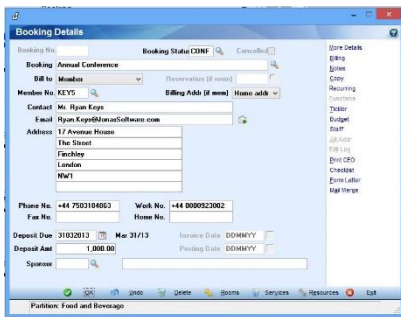 Booking Details
Booking No.
Booking Status CONF Cancelled
Booking Annual Conference
Bill to Member Reservation (if mem)
Member No. KEYS Billing Addr (if mem) Home addr
Contact Mr. Ryan Keys
Email Ryan.Keys@JonasSoftware.com
Address 17 Avenue House
The Street
Finchley
London
NW1
Phone No. +44 7503104063 Work No. +44 8080923002
Fax No. Home No.
Deposit Due 31032013 Mar 31/13 Invoice Date DDMMYY
Deposit Amt 1,000.00 Posting Date DDMMYY
Sponsor
More Details
Billing
Notes
Copy
Recurring
Functions
Tickler
Budget
Staff
Alt Addr
Edit Log
Print CEO
Checklist
Form Letter
Mail Merge
OK Undo Delete Rooms Services Resources Exit
Partition: Food and Beverage